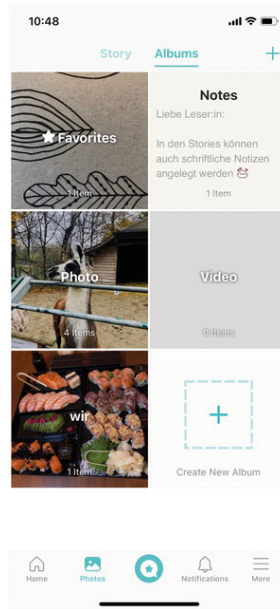 10:48
Story Albums +
Favorites
1 Item
Notes
Liebe Leser:in:
In den Stories können
auch schriftliche Notizen
angelegt werden
1 Item
Photo
4 Items
Video
0 Items
wir
1 Item
+
Create New Album
Home Photos Notifications More